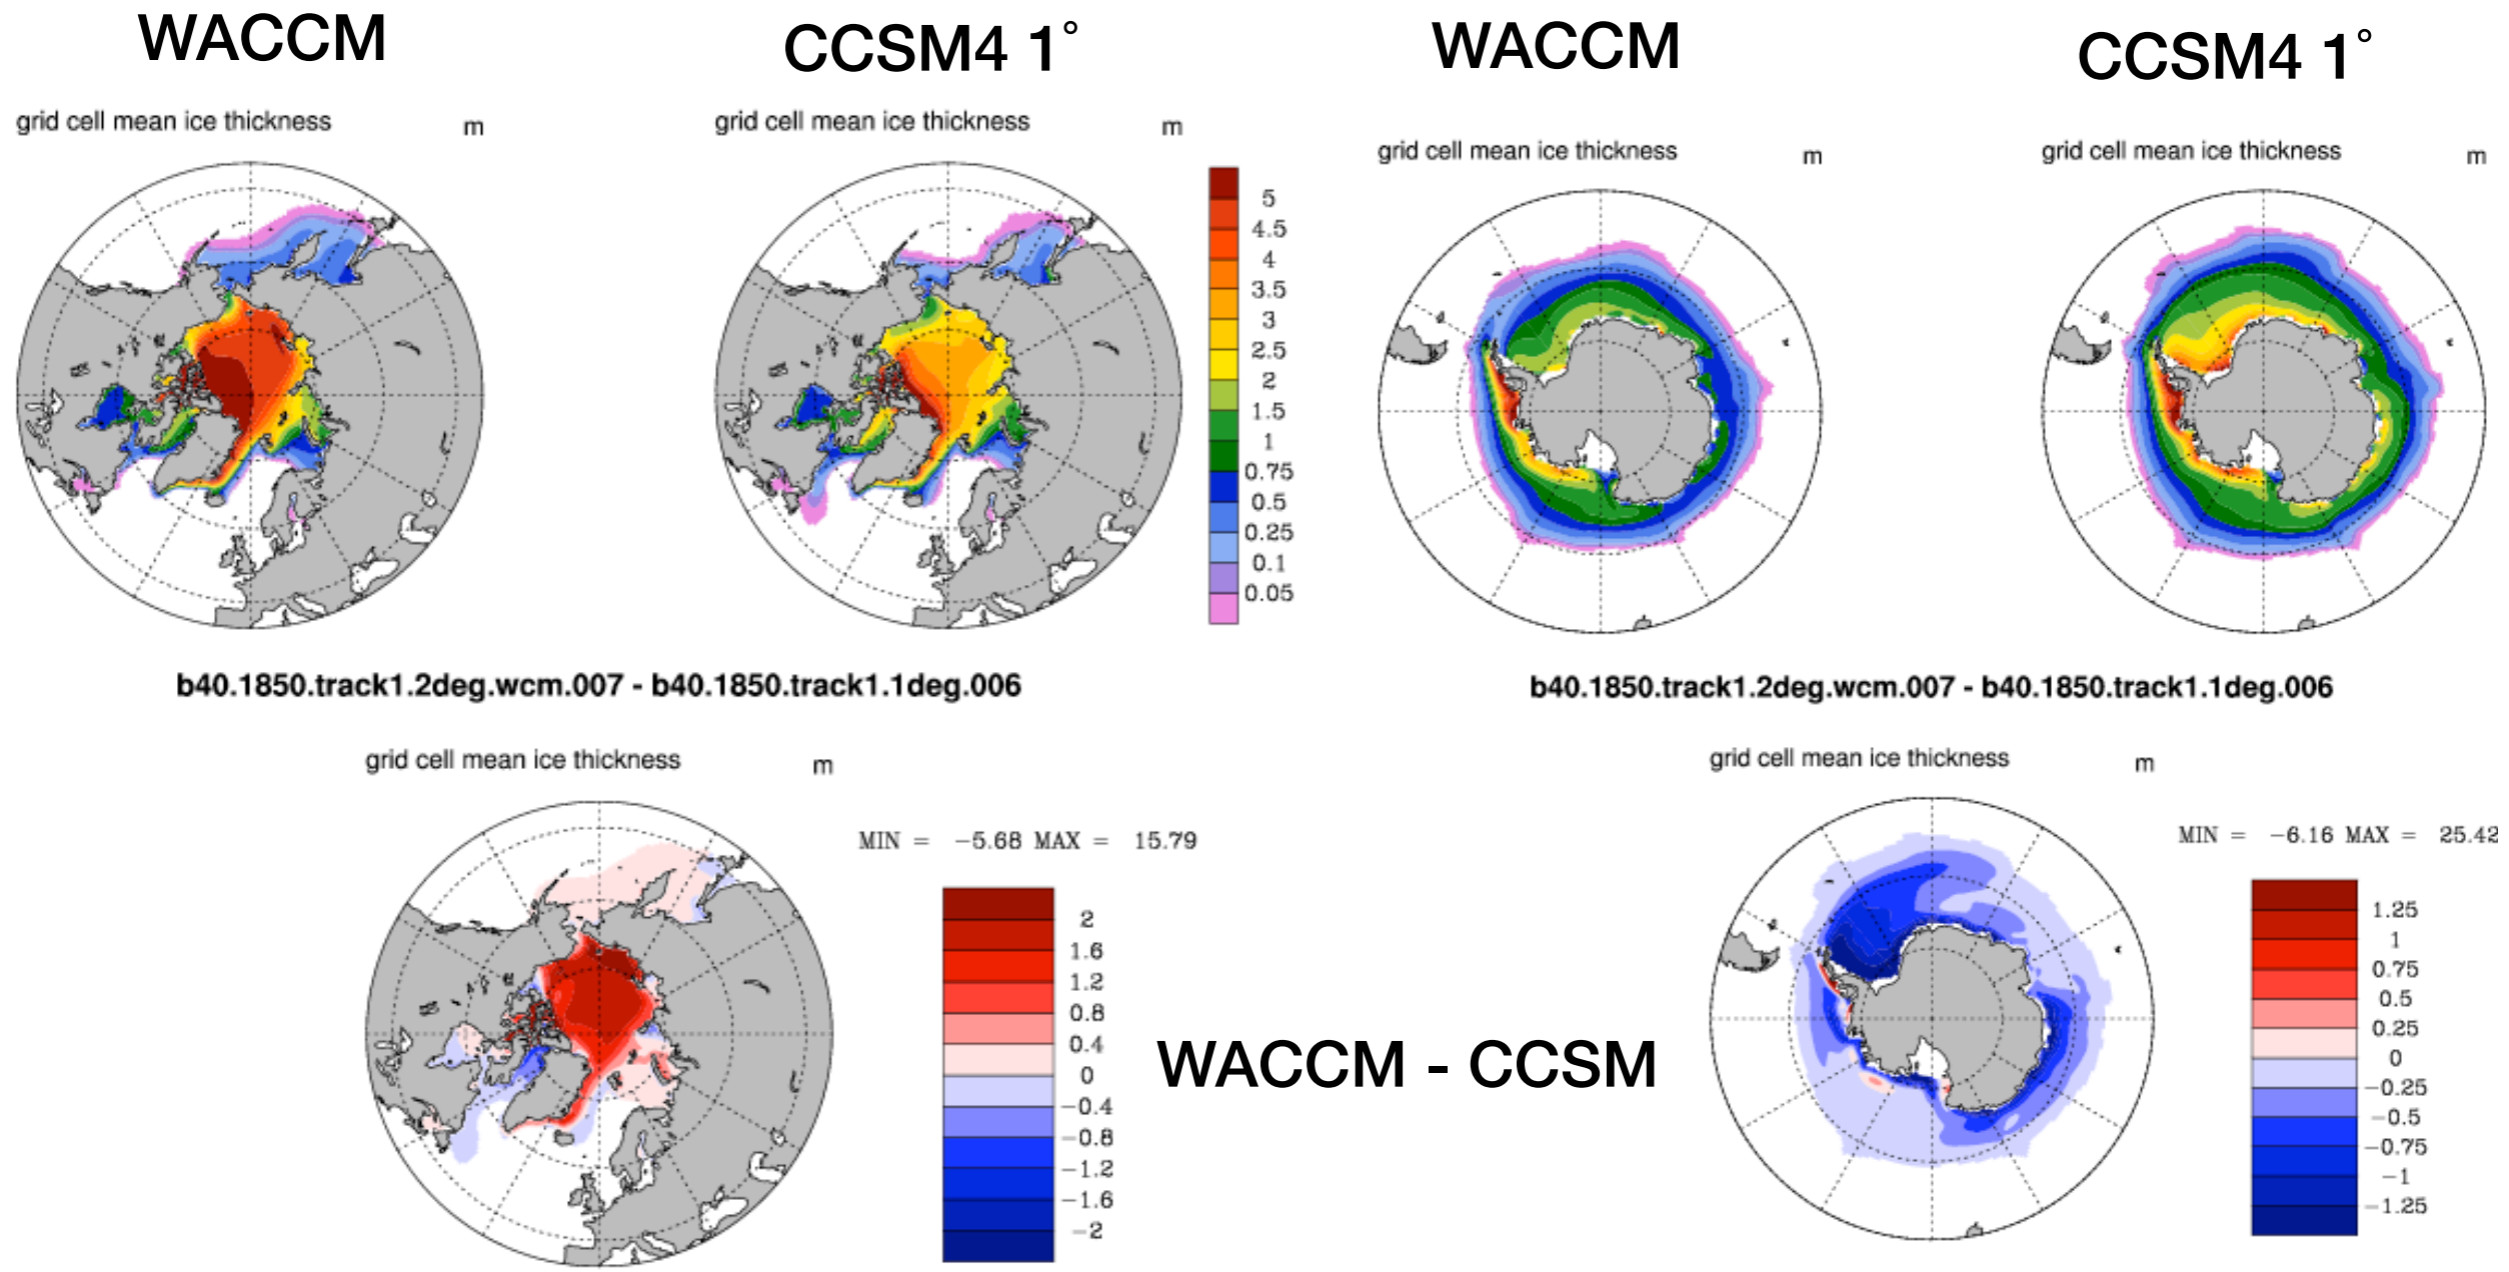 WACCM
CCSM4 1°
WACCM
CCSM4 1°
grid cell mean ice thickness m
grid cell mean ice thickness m
grid cell mean ice thickness m
grid cell mean ice thickness m
5
4.5
4
3.5
3
2.5
2
1.5
1
0.75
0.5
0.25
0.1
0.05
b40.1850.track1.2deg.wcm.007 - b40.1850.track1.1deg.006
b40.1850.track1.2deg.wcm.007 - b40.1850.track1.1deg.006
grid cell mean ice thickness m
MIN = -5.68 MAX = 15.79
2
1.6
1.2
0.8
0.4
0
-0.4
-0.8
-1.2
-1.6
-2
WACCM - CCSM
grid cell mean ice thickness m
MIN = -6.16 MAX = 25.42
1.25
1
0.75
0.5
0.25
0
-0.25
-0.5
-0.75
-1
-1.25